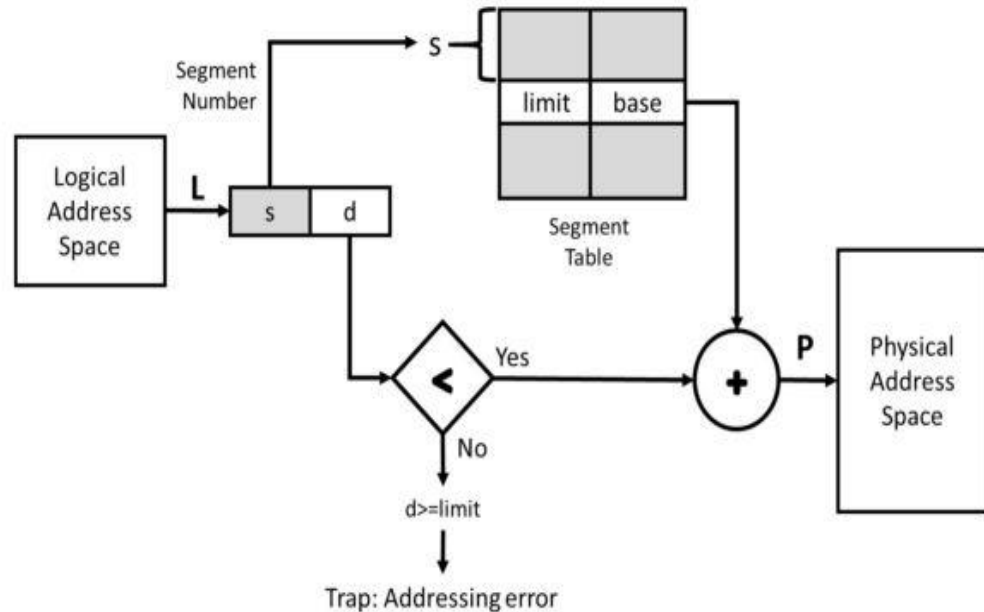 Segment
Number
s
limit base
Segment
Table
Logical
Address
Space
L
s d
<
Yes
No
d>=limit
Trap: Addressing error
+
P
Physical
Address
Space